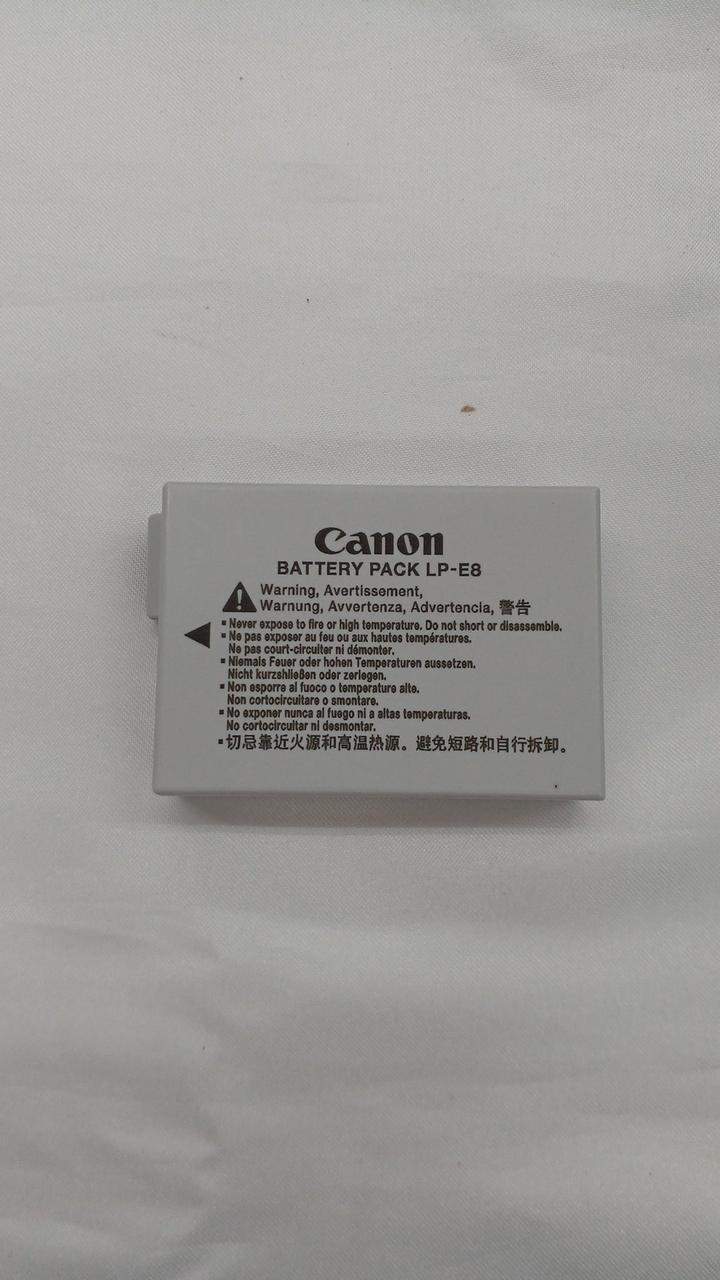 Canon
BATTERY PACK LP-E8
Warning, Avertissement,
Warnung, Avvertenza, Advertencia, 警告
▪ Never expose to fire or high temperature. Do not short or disassemble.
▪ Ne pas exposer au feu ou aux hautes températures.
Ne pas court-circuiter ni démonter.
▪ Niemals Feuer oder hohen Temperaturen aussetzen.
Nicht kurzshließen oder zerlegen.
▪ Non esporre al fuoco o temperature alte.
Non cortocircuitare o smontare.
▪ No exponer nunca al fuego ni a altas temperaturas.
No cortocircuitar ni desmontar.
▪ 切忌靠近火源和高温热源。避免短路和自行拆卸。